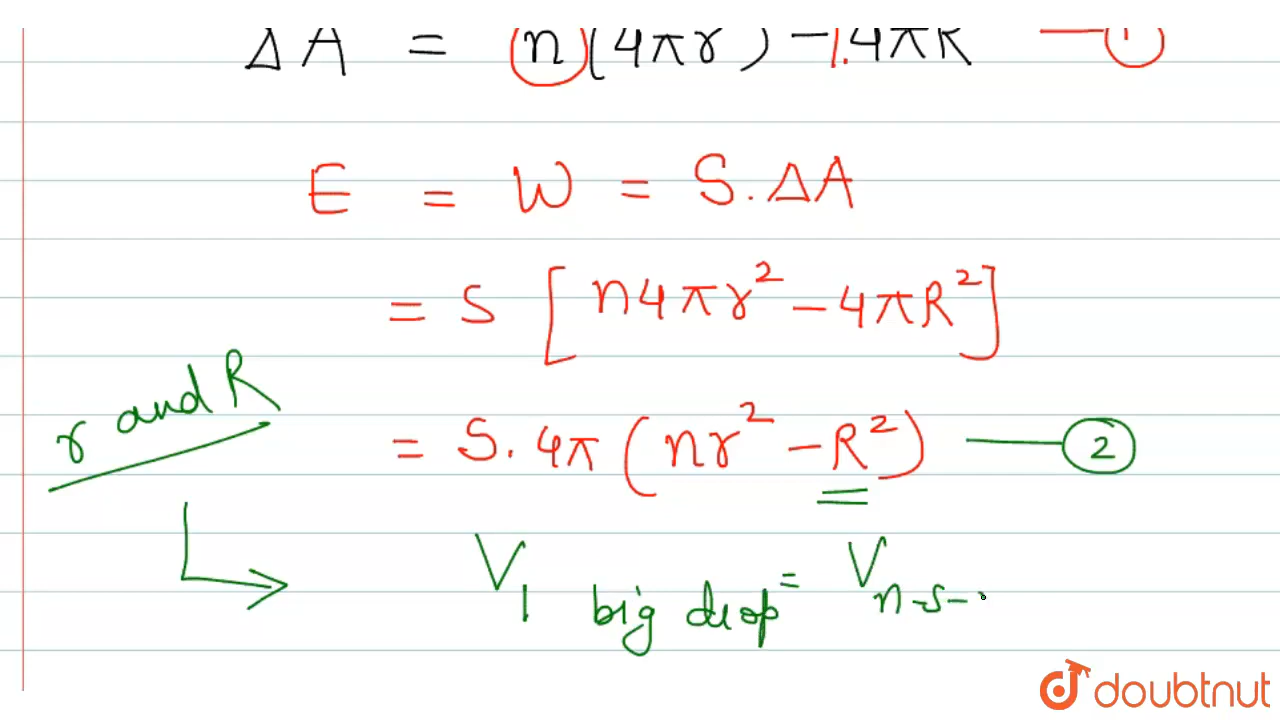 ΔA = n(4πr) - 1.4πR — 1
E = W = S.ΔA
= S [n4πr² - 4πR²]
r and R
= S.4π (nr² - R²) — 2
V₁ big drop = V n-s-
doubtnut